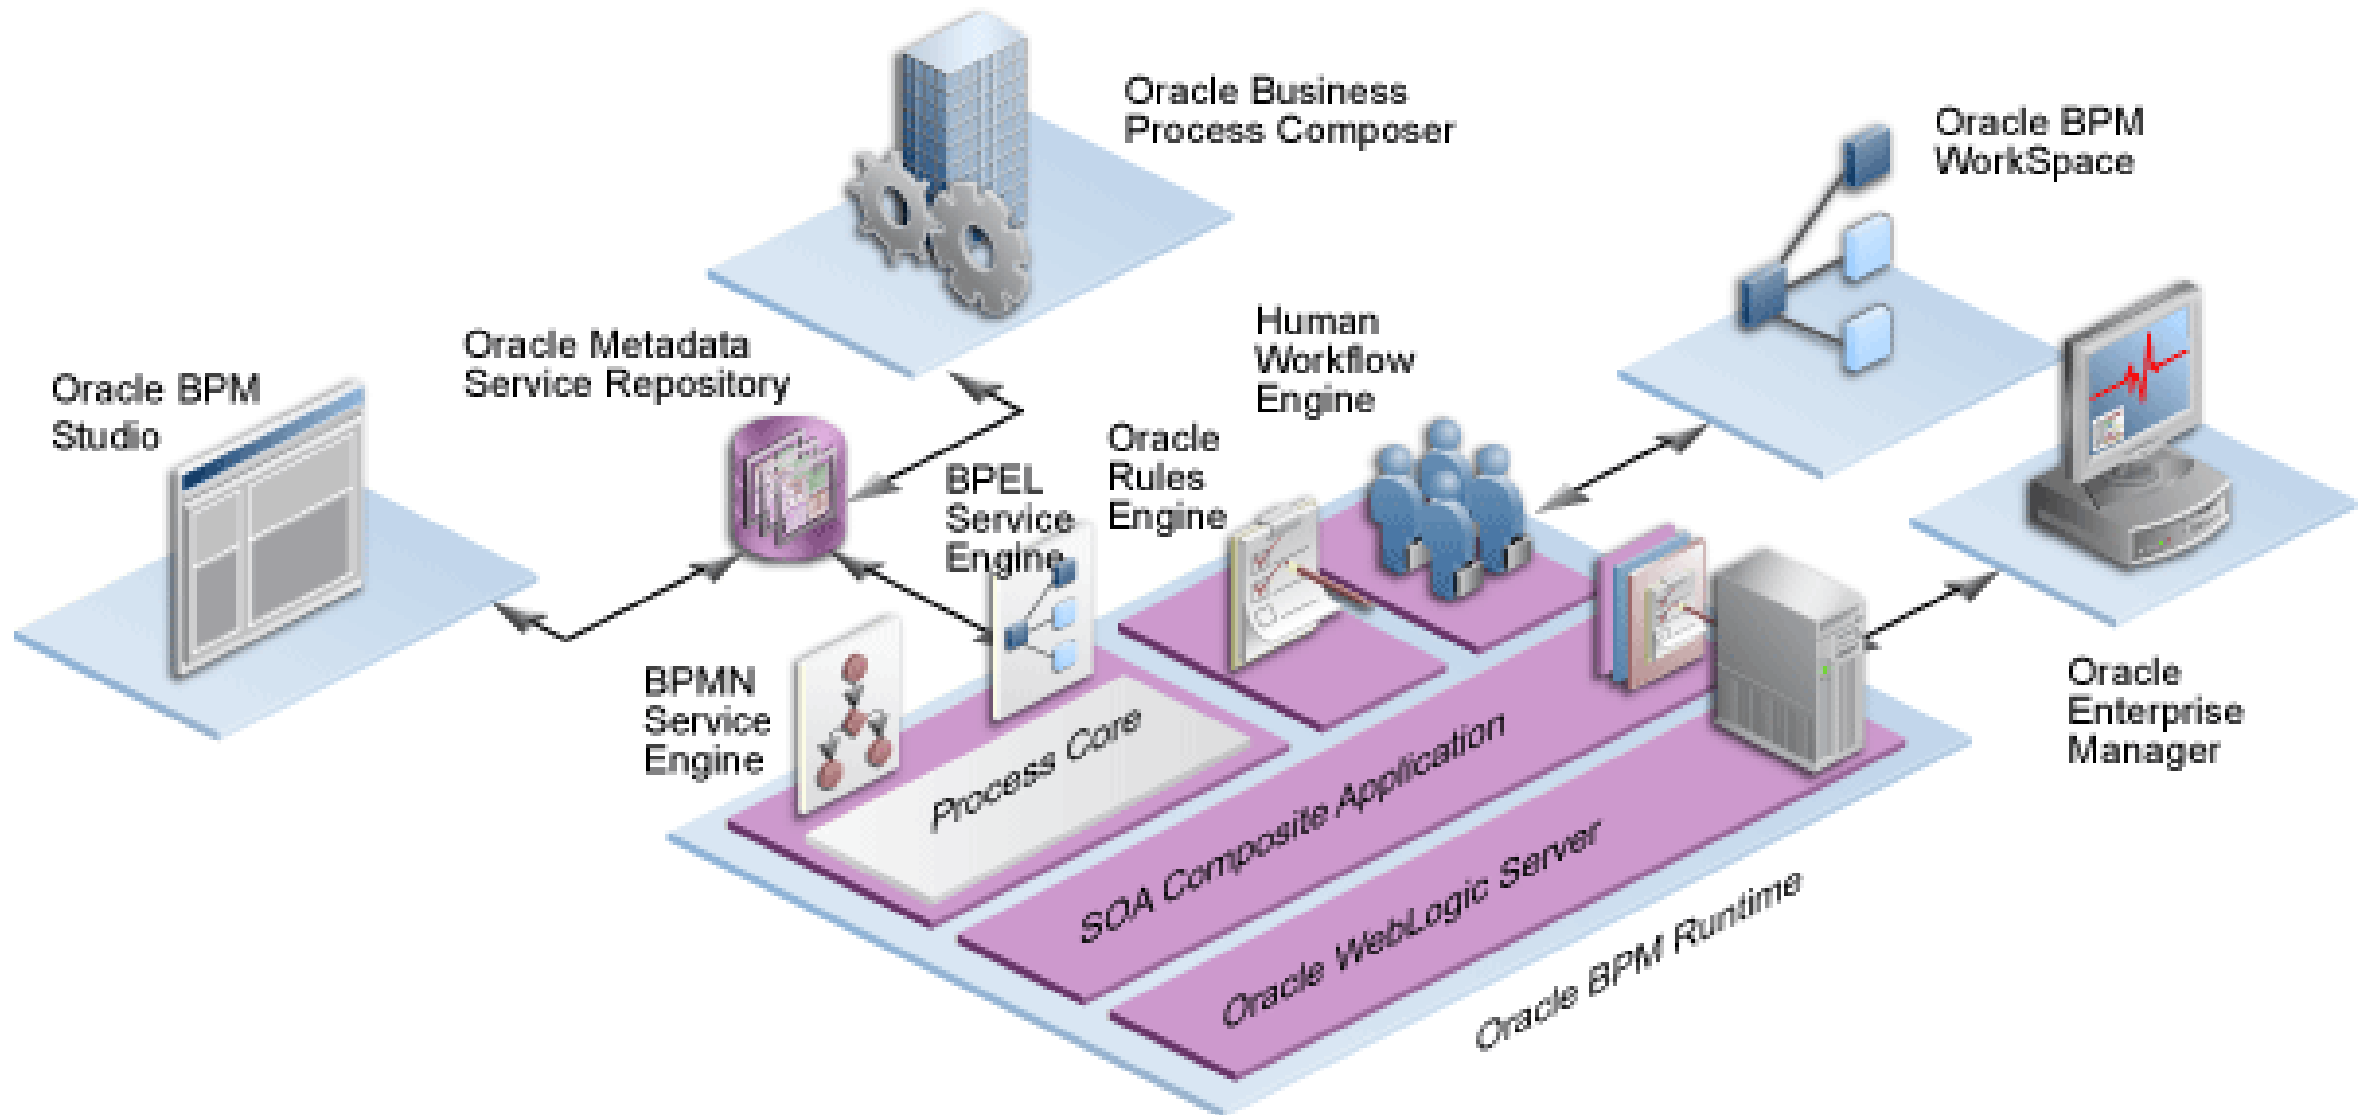 Oracle Business
Process Composer
Oracle BPM
WorkSpace
Human
Workflow
Engine
Oracle Metadata
Service Repository
Oracle BPM
Studio
Oracle
Rules
Engine
BPEL
Service
Engine
BPMN
Service
Engine
Oracle
Enterprise
Manager
Process Core
SOA Composite Application
Oracle WebLogic Server
Oracle BPM Runtime